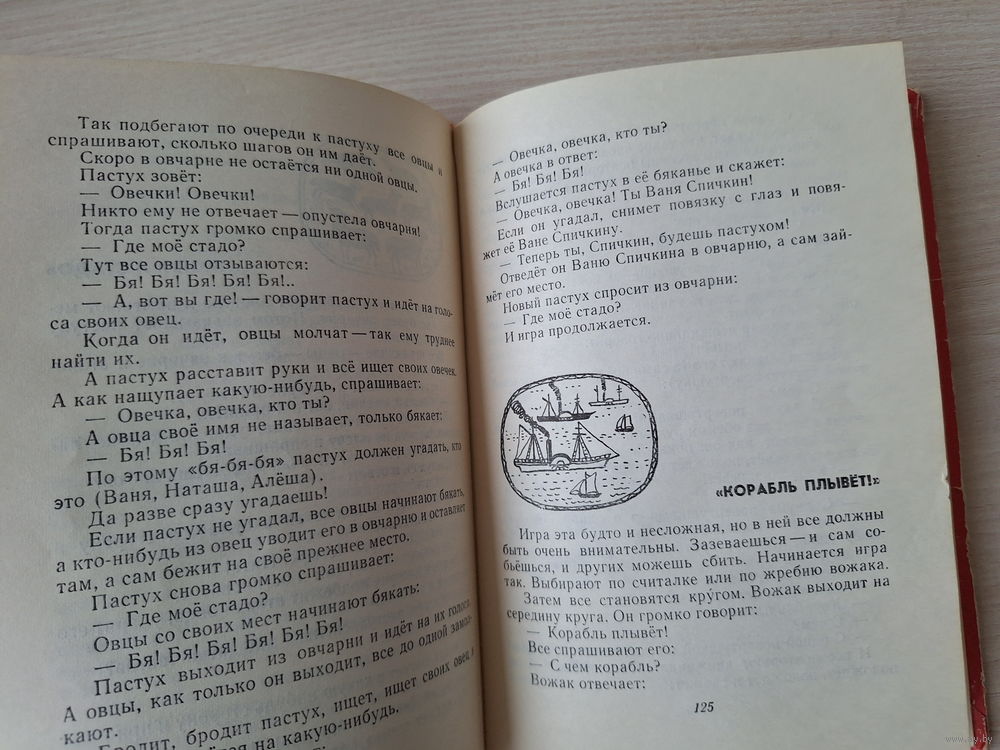 Так подбегают по очереди к пастуху все овцы и
спрашивают, сколько шагов он им даёт.
Скоро в овчарне не остаётся ни одной овцы.
Пастух зовёт:
— Овечки! Овечки!
Никто ему не отвечает — опустела овчарня!
Тогда пастух громко спрашивает:
— Где моё стадо?
Тут все овцы отзываются:
— Бя! Бя! Бя! Бя! Бя!..
— А, вот вы где! — говорит пастух и идёт на голо-
са своих овец.
Когда он идёт, овцы молчат — так ему труднее
найти их.
А пастух расставит руки и всё ищет своих овечек.
А как нащупает какую-нибудь, спрашивает:
— Овечка, овечка, кто ты?
А овца своё имя не называет, только бякает:
— Бя! Бя! Бя!
По этому «бя-бя-бя» пастух должен угадать, кто
это (Ваня, Наташа, Алёша).
Да разве сразу угадаешь!
Если пастух не угадал, все овцы начинают бякать,
а кто-нибудь из овец уводит его в овчарню и оставляет
там, а сам бежит на своё прежнее место.
Пастух снова громко спрашивает:
— Где моё стадо?
Овцы со своих мест начинают бякать:
— Бя! Бя! Бя! Бя! Бя!
Пастух выходит из овчарни и идёт на их голоса.
А овцы, как только он выходит, все до одной замол-
кают.
Бродит, бродит пастух, ищет, ищет своих овец, и
на какую-нибудь.
— Овечка, овечка, кто ты?
А овечка в ответ:
— Бя! Бя! Бя!
Вслушается пастух в её бяканье и скажет:
— Овечка, овечка! Ты Ваня Спичкин!
Если он угадал, снимет повязку с глаз и повя-
жет её Ване Спичкину.
— Теперь ты, Спичкин, будешь пастухом!
Отведёт он Ваню Спичкина в овчарню, а сам зай-
мёт его место.
Новый пастух спросит из овчарни:
— Где моё стадо?
И игра продолжается.
«КОРАБЛЬ ПЛЫВЁТ!»
Игра эта будто и несложная, но в ней все должны
быть очень внимательны. Зазеваешься — и сам со-
бьёшься, и других можешь сбить. Начинается игра
так. Выбирают по считалке или по жребию вожака.
Затем все становятся кругом. Вожак выходит на
середину круга. Он громко говорит:
— Корабль плывёт!
Все спрашивают его:
— С чем корабль?
Вожак отвечает:
125
www.ay.by